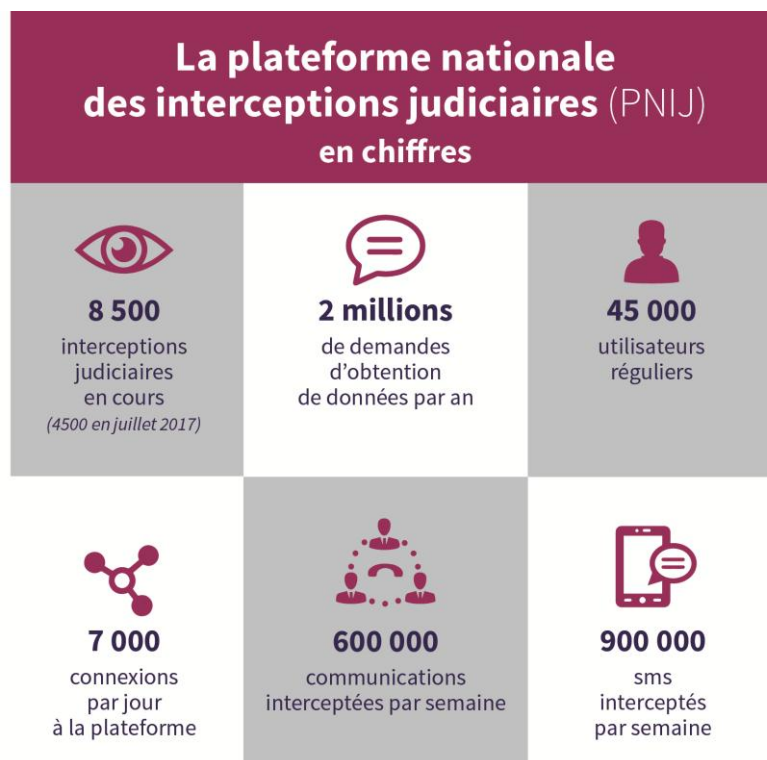 La plateforme nationale
des interceptions judiciaires (PNIJ)
en chiffres
8 500
interceptions
judiciaires
en cours
(4500 en juillet 2017)
2 millions
de demandes
d'obtention
de données par an
45 000
utilisateurs
réguliers
7 000
connexions
par jour
à la plateforme
600 000
communications
interceptées par semaine
900 000
sms
interceptés
par semaine